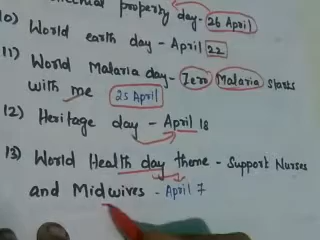 property day - 26 April
10) World earth day - April 22
11) World Malaria day - Zero Malaria starts
with me 25 April
12) Heritage day - April 18
13) World Health day theme - Support Nurses
and Midwives - April 7